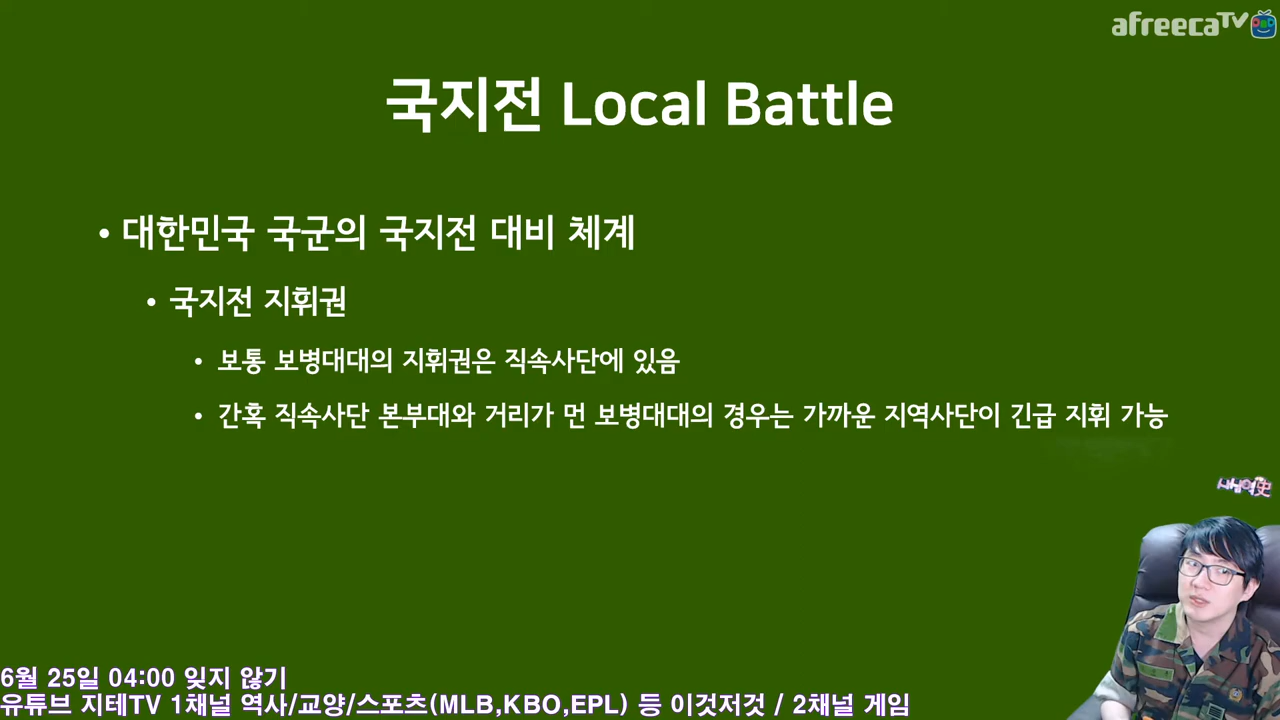 afreecaTV
국지전 Local Battle
• 대한민국 국군의 국지전 대비 체계
• 국지전 지휘권
• 보통 보병대대의 지휘권은 직속사단에 있음
• 간혹 직속사단 본부대와 거리가 먼 보병대대의 경우는 가까운 지역사단이 긴급 지휘 가능
6월 25일 04:00 잊지 않기
유튜브 지테TV 1채널 역사/교양/스포츠(MLB,KBO,EPL) 등 이것저것 / 2채널 게임